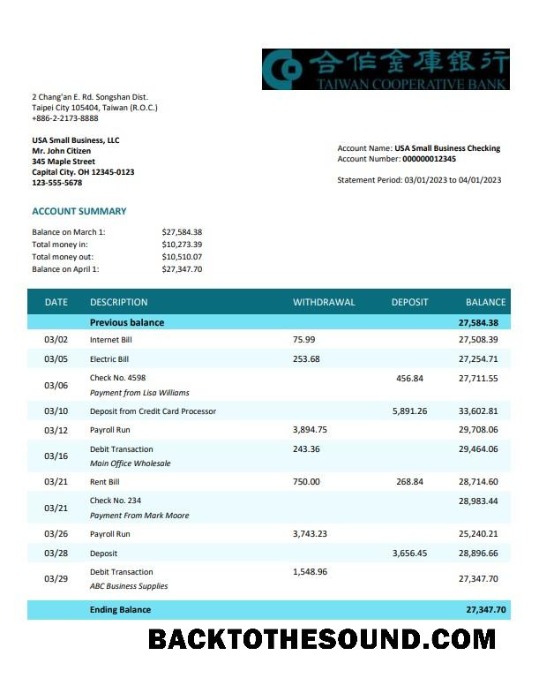 合作金庫銀行
TAIWAN COOPERATIVE BANK
2 Chang'an E. Rd. Songshan Dist.
Taipei City 105404, Taiwan (R.O.C.)
+886-2-2173-8888
USA Small Business, LLC
Mr. John Citizen
345 Maple Street
Capital City. OH 12345-0123
123-555-5678
Account Name: USA Small Business Checking
Account Number: 000000012345
Statement Period: 03/01/2023 to 04/01/2023
ACCOUNT SUMMARY
Balance on March 1: $27,584.38
Total money in: $10,273.39
Total money out: $10,510.07
Balance on April 1: $27,347.70
DATE DESCRIPTION WITHDRAWAL DEPOSIT BALANCE
Previous balance 27,584.38
03/02 Internet Bill 75.99 27,508.39
03/05 Electric Bill 253.68 27,254.71
03/06 Check No. 4598 456.84 27,711.55
Payment from Lisa Williams
03/10 Deposit from Credit Card Processor 5,891.26 33,602.81
03/12 Payroll Run 3,894.75 29,708.06
03/16 Debit Transaction 243.36 29,464.06
Main Office Wholesale
03/21 Rent Bill 750.00 268.84 28,714.60
03/21 Check No. 234 28,983.44
Payment From Mark Moore
03/26 Payroll Run 3,743.23 25,240.21
03/28 Deposit 3,656.45 28,896.66
03/29 Debit Transaction 1,548.96 27,347.70
ABC Business Supplies
Ending Balance 27,347.70
BACKTOTHESOUND.COM